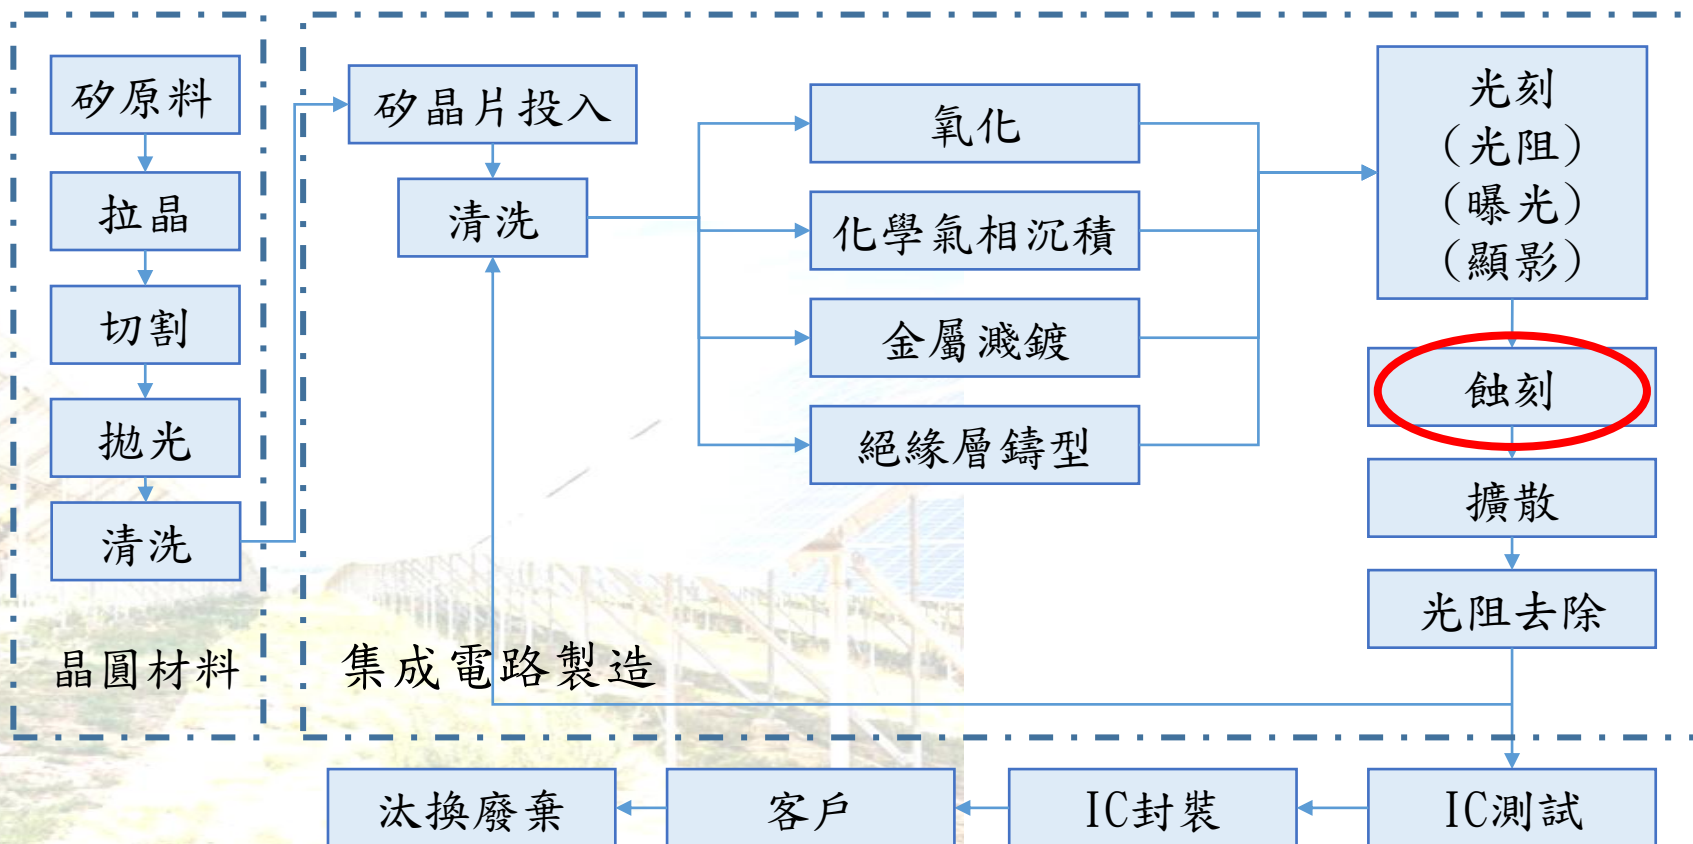 矽原料
拉晶
切割
拋光
清洗
晶圓材料
矽晶片投入
清洗
氧化
化學氣相沉積
金屬濺鍍
絕緣層鑄型
光刻
(光阻)
(曝光)
(顯影)
蝕刻
擴散
光阻去除
集成電路製造
汰換廢棄
客戶
IC封裝
IC測試